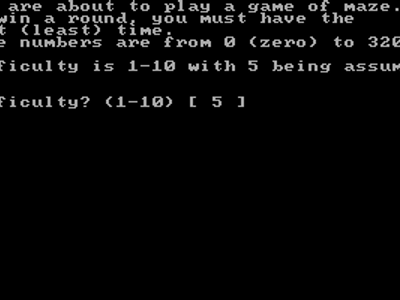 are about to play a game of maze.
win a round, you must have the
t (least) time.
e numbers are from 0 (zero) to 320
ficulty is 1-10 with 5 being assum
ficulty? (1-10) [ 5 ]